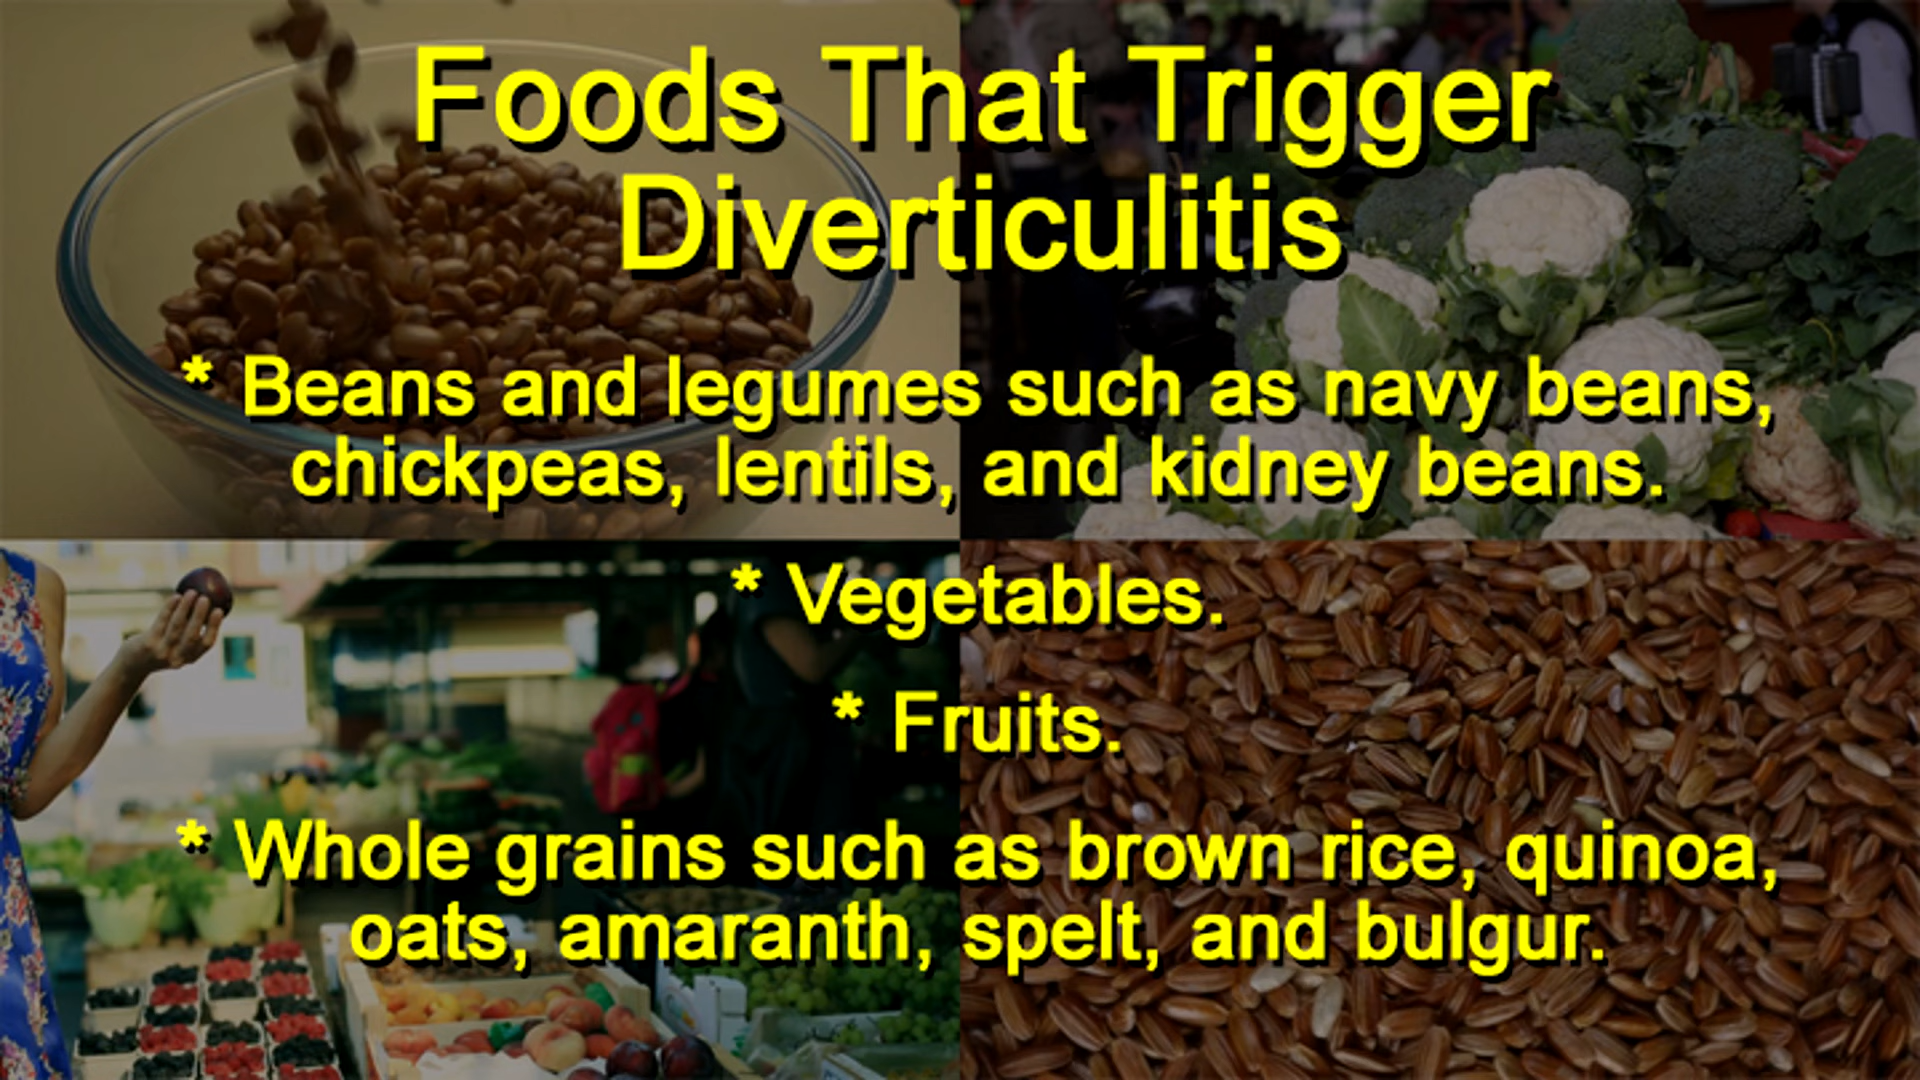 Foods That Trigger
Diverticulitis
* Beans and legumes such as navy beans,
chickpeas, lentils, and kidney beans.
* Vegetables.
* Fruits.
* Whole grains such as brown rice, quinoa,
oats, amaranth, spelt, and bulgur.